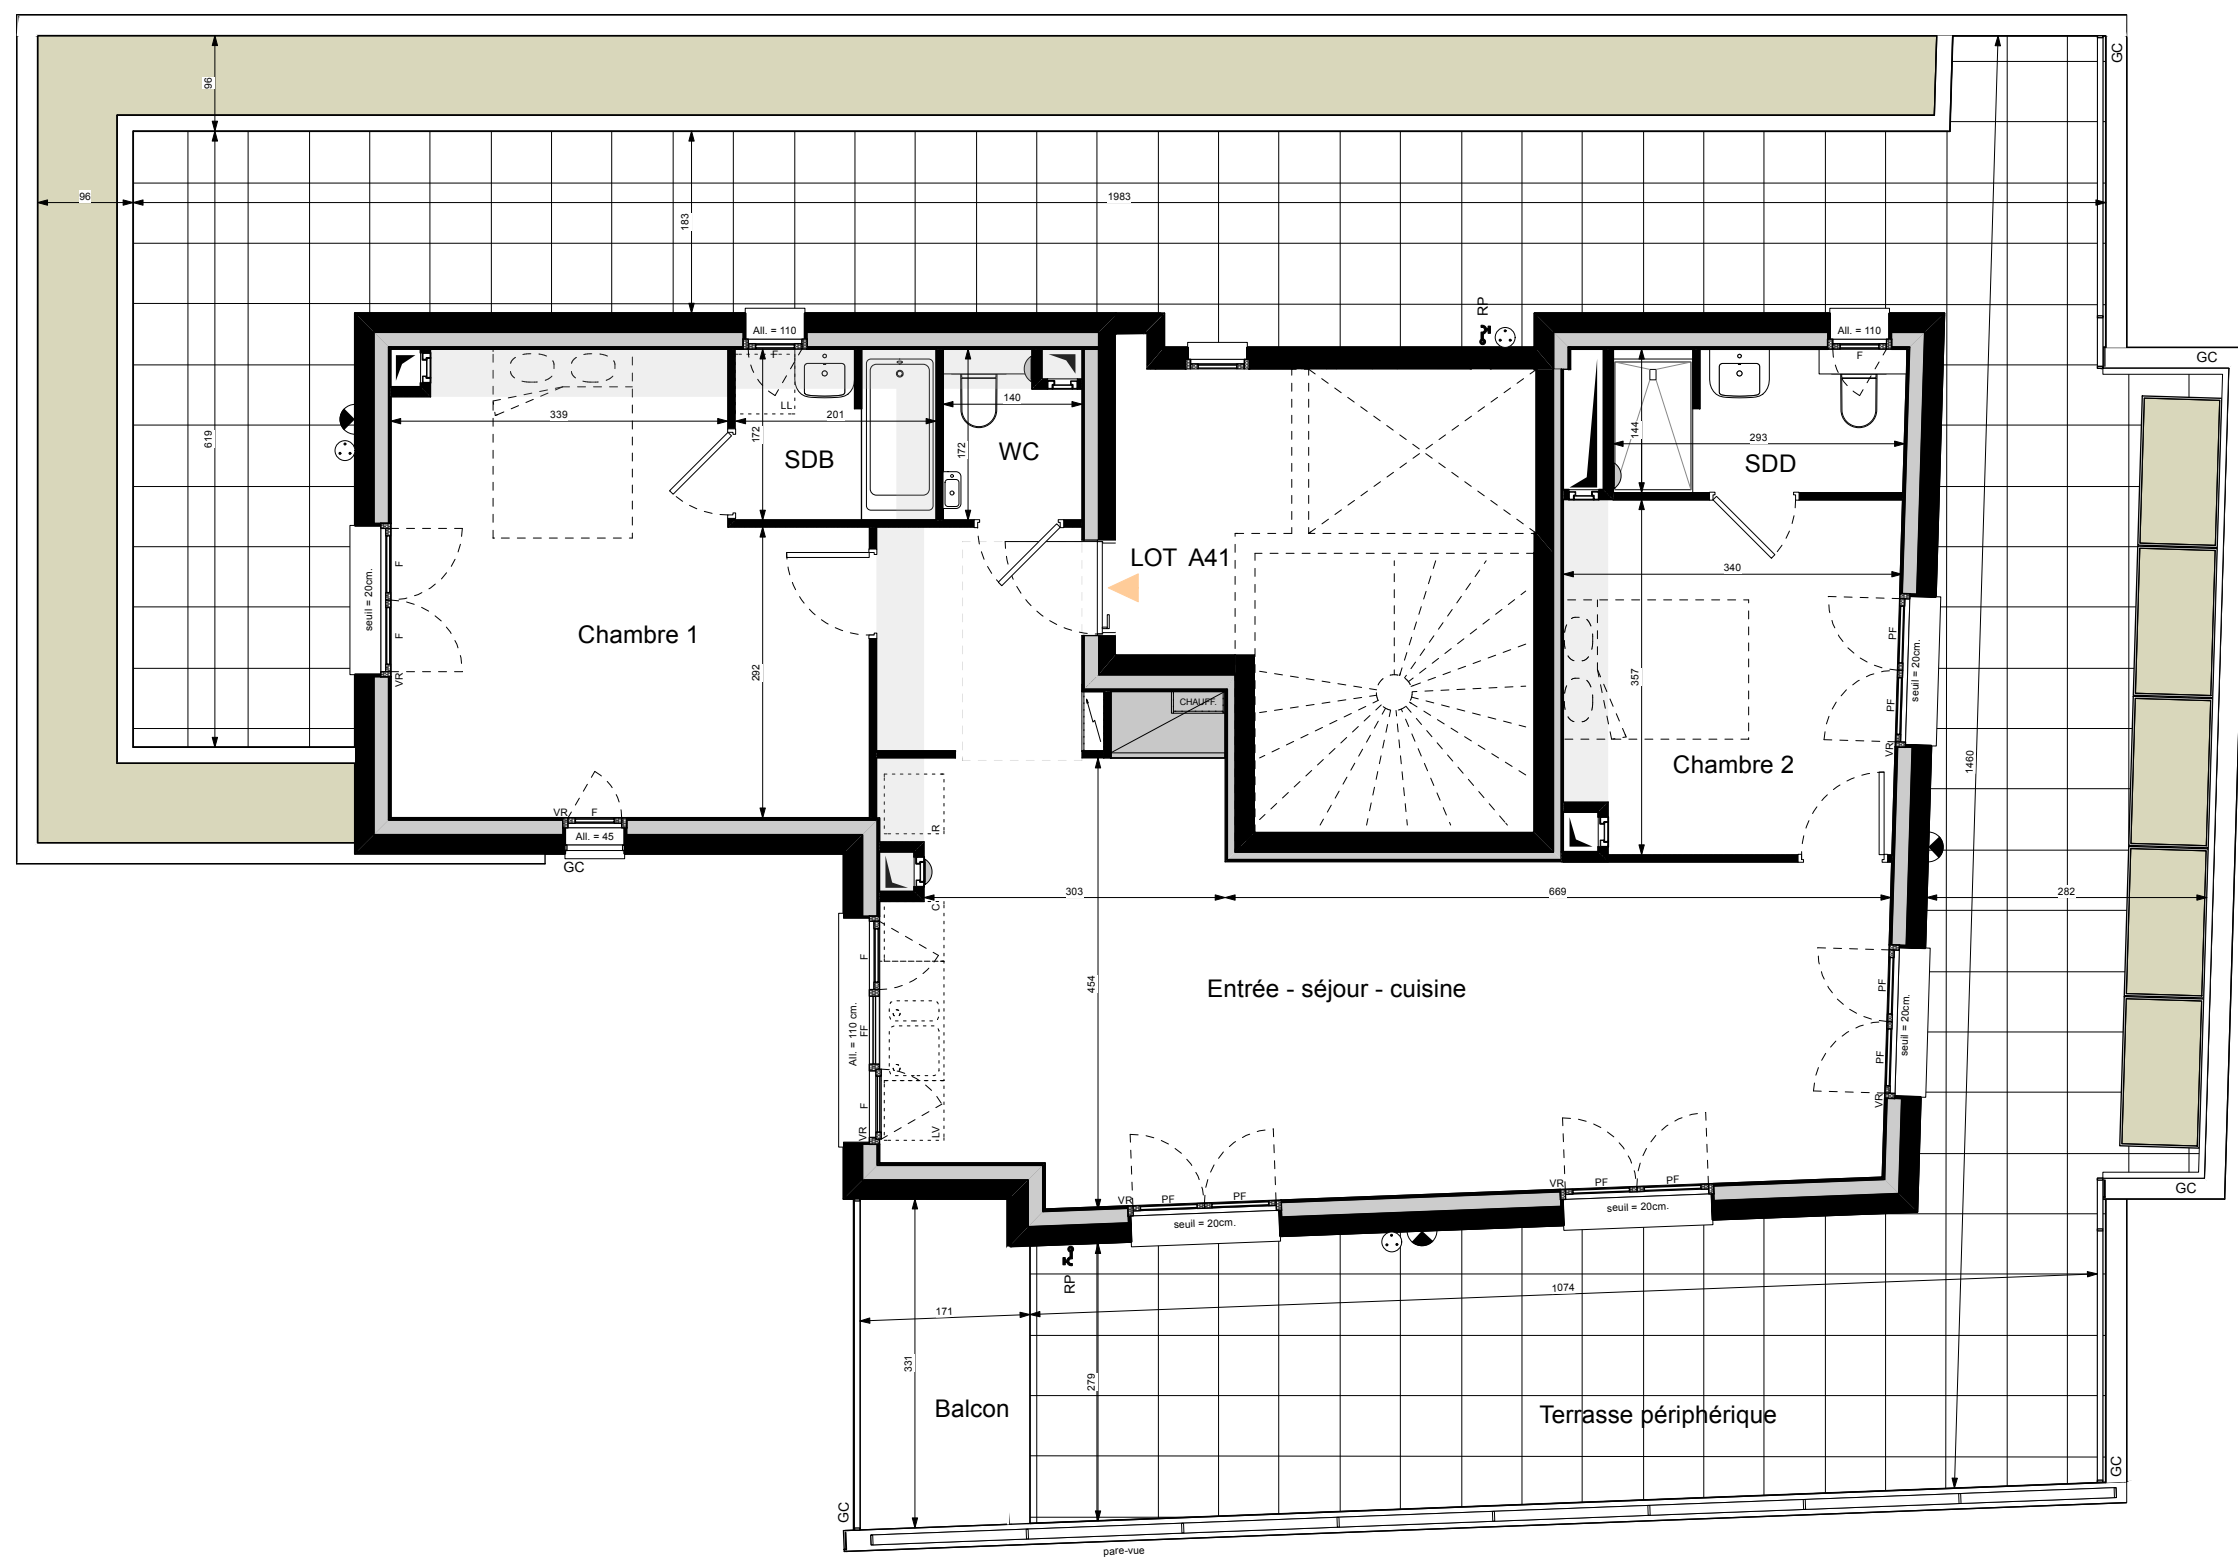 GC
96
96
1983
183
RP
All. = 110
All. = 110
F
F
GC
LL
339
201
140
172
172
144
293
619
SDB
WC
SDD
LOT A41
F
340
seuil = 20cm.
F
PF
Chambre 1
357
seuil = 20cm.
VR
292
CHAUFF.
PF
VR
Chambre 2
1460
VR
F
All. = 45
R
GC
303
669
282
C
F
454
Entrée - séjour - cuisine
PF
All. = 110 cm.
FF
seuil = 20cm.
PF
F
VR
LV
VR
VR
PF
PF
VR
PF
PF
GC
seuil = 20cm.
seuil = 20cm.
RP
1074
171
331
279
Balcon
Terrasse périphérique
GC
GC
pare-vue